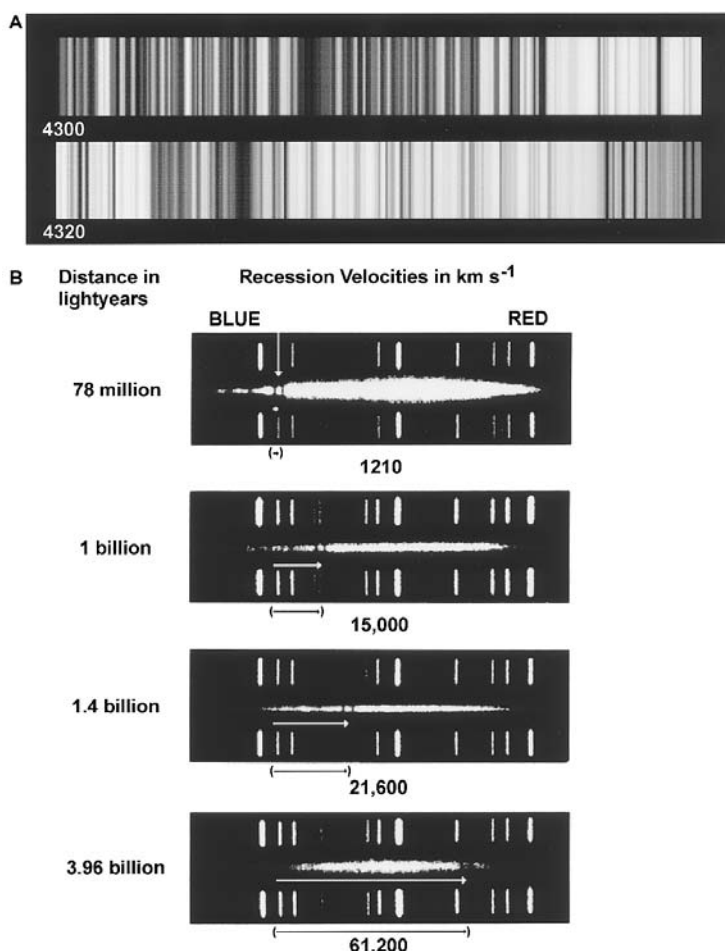 A
4300
4320
B
Distance in
lightyears
Recession Velocities in km s-1
BLUE
RED
78 million
(-)
1210
1 billion
15,000
1.4 billion
21,600
3.96 billion
61,200